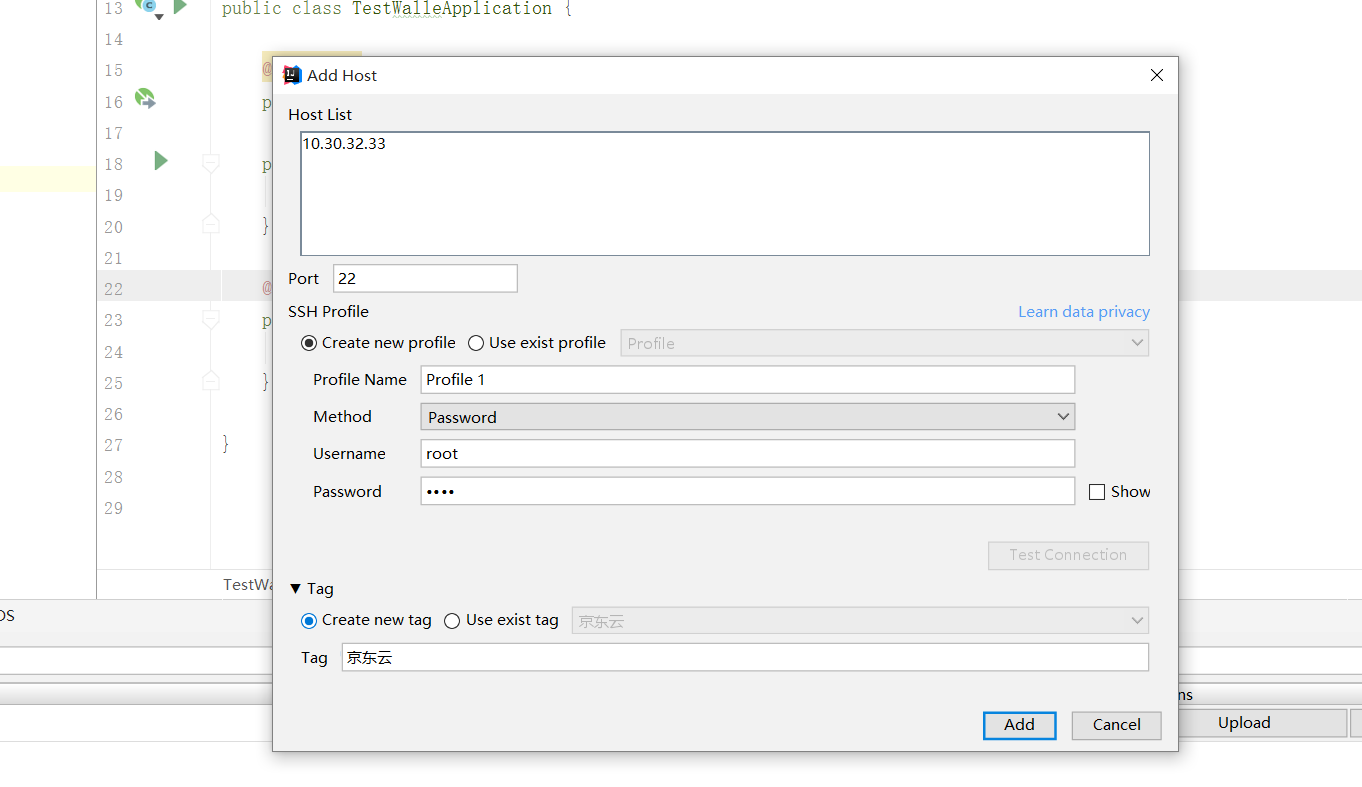 13 public class TestWalleApplication {
14
15 @
16 p
17
18 p
19
20 }
21
22 @
23 p
24
25 }
26
27 }
28
29
Add Host
Host List
10.30.32.33
Port 22
SSH Profile Learn data privacy
Create new profile Use exist profile Profile
Profile Name Profile 1
Method Password
Username root
Password •••• Show
Test Connection
TestWa
Tag
OS
Create new tag Use exist tag 京东云
Tag 京东云
ns
Add Cancel Upload